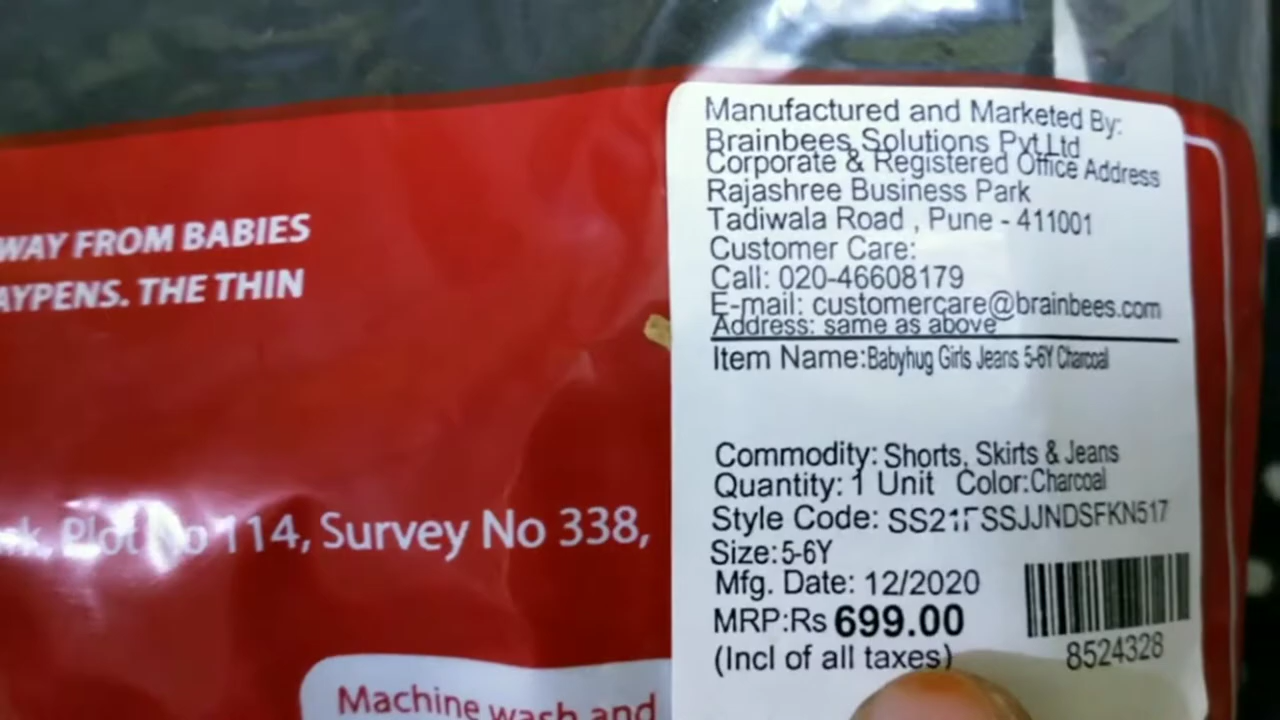 WAY FROM BABIES
AYPENS. THE THIN
Plot No 114, Survey No 338,
Machine wash and
Manufactured and Marketed By:
Brainbees Solutions Pvt.Ltd
Corporate & Registered Office Address
Rajashree Business Park
Tadiwala Road , Pune - 411001
Customer Care:
Call: 020-46608179
E-mail: customercare@brainbees.com
Address: same as above
Item Name:Babyhug Girls Jeans 5-6Y Charcoal
Commodity: Shorts, Skirts & Jeans
Quantity: 1 Unit Color:Charcoal
Style Code:
Size:5-6Y
Mfg. Date: 12/2020
MRP:Rs 699.00
(Incl of all taxes)
8524328